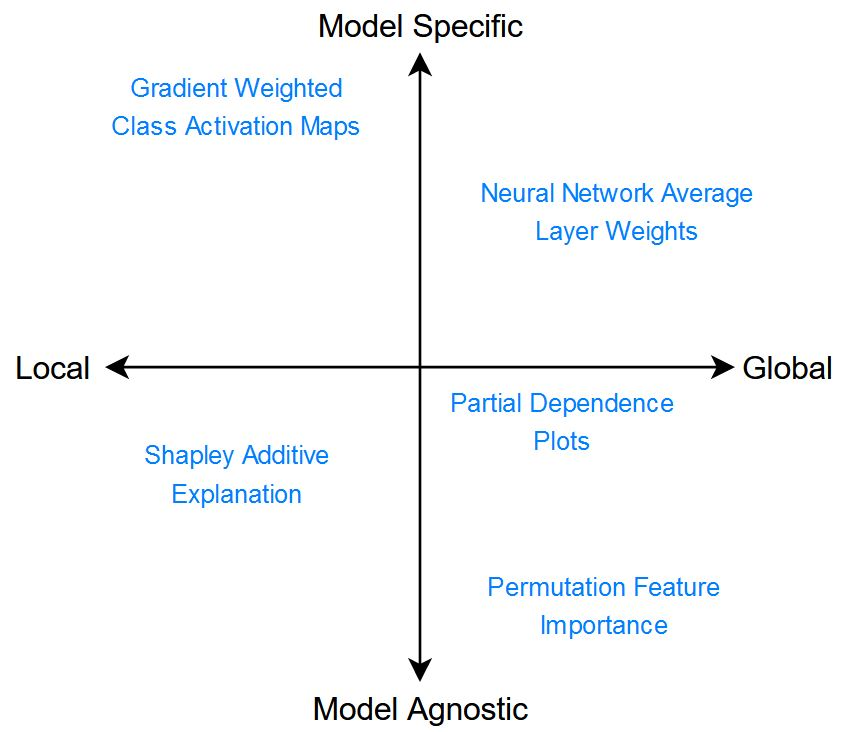 Model Specific
Gradient Weighted
Class Activation Maps
Neural Network Average
Layer Weights
Local
Global
Partial Dependence
Plots
Shapley Additive
Explanation
Permutation Feature
Importance
Model Agnostic